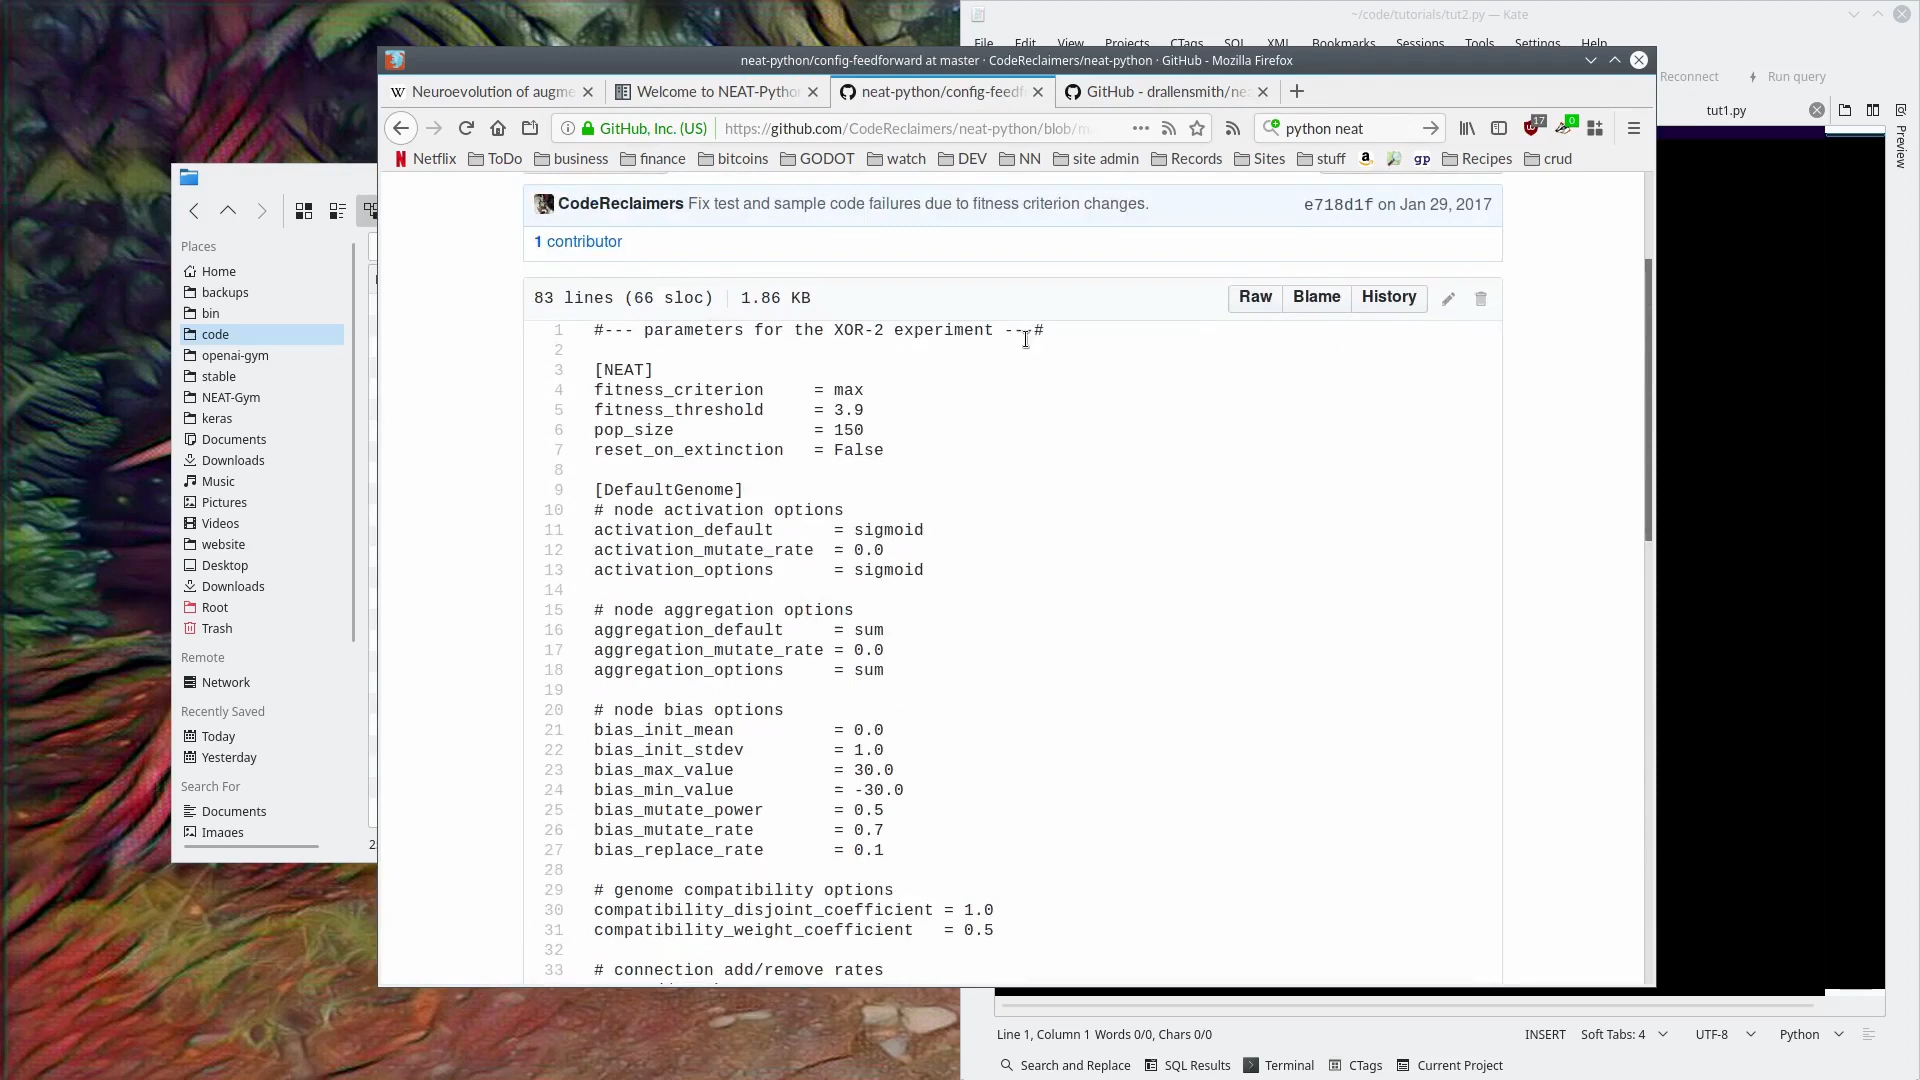 ~/code/tutorials/tut2.py — Kate
File Edit View Projects CTags SQL XML Bookmarks Sessions Tools Settings Help
Reconnect Run query
tut1.py
Preview
neat-python/config-feedforward at master · CodeReclaimers/neat-python · GitHub - Mozilla Firefox
Neuroevolution of augme
Welcome to NEAT-Python
neat-python/config-feedf
GitHub - drallensmith/ne
GitHub, Inc. (US) https://github.com/CodeReclaimers/neat-python/blob/m
python neat
17 0
Netflix ToDo business finance bitcoins GODOT watch DEV NN site admin Records Sites stuff gp Recipes crud
CodeReclaimers Fix test and sample code failures due to fitness criterion changes. e718d1f on Jan 29, 2017
1 contributor
83 lines (66 sloc) 1.86 KB Raw Blame History
1 #--- parameters for the XOR-2 experiment ---#
2
3 [NEAT]
4 fitness_criterion     = max
5 fitness_threshold     = 3.9
6 pop_size              = 150
7 reset_on_extinction   = False
8
9 [DefaultGenome]
10 # node activation options
11 activation_default      = sigmoid
12 activation_mutate_rate  = 0.0
13 activation_options      = sigmoid
14
15 # node aggregation options
16 aggregation_default     = sum
17 aggregation_mutate_rate = 0.0
18 aggregation_options     = sum
19
20 # node bias options
21 bias_init_mean          = 0.0
22 bias_init_stdev         = 1.0
23 bias_max_value          = 30.0
24 bias_min_value          = -30.0
25 bias_mutate_power       = 0.5
26 bias_mutate_rate        = 0.7
27 bias_replace_rate       = 0.1
28
29 # genome compatibility options
30 compatibility_disjoint_coefficient = 1.0
31 compatibility_weight_coefficient   = 0.5
32
33 # connection add/remove rates
Places
Home
backups
bin
code
openai-gym
stable
NEAT-Gym
keras
Documents
Downloads
Music
Pictures
Videos
website
Desktop
Downloads
Root
Trash
Remote
Network
Recently Saved
Today
Yesterday
Search For
Documents
Images
2
Line 1, Column 1 Words 0/0, Chars 0/0 INSERT Soft Tabs: 4 UTF-8 Python
Search and Replace SQL Results Terminal CTags Current Project